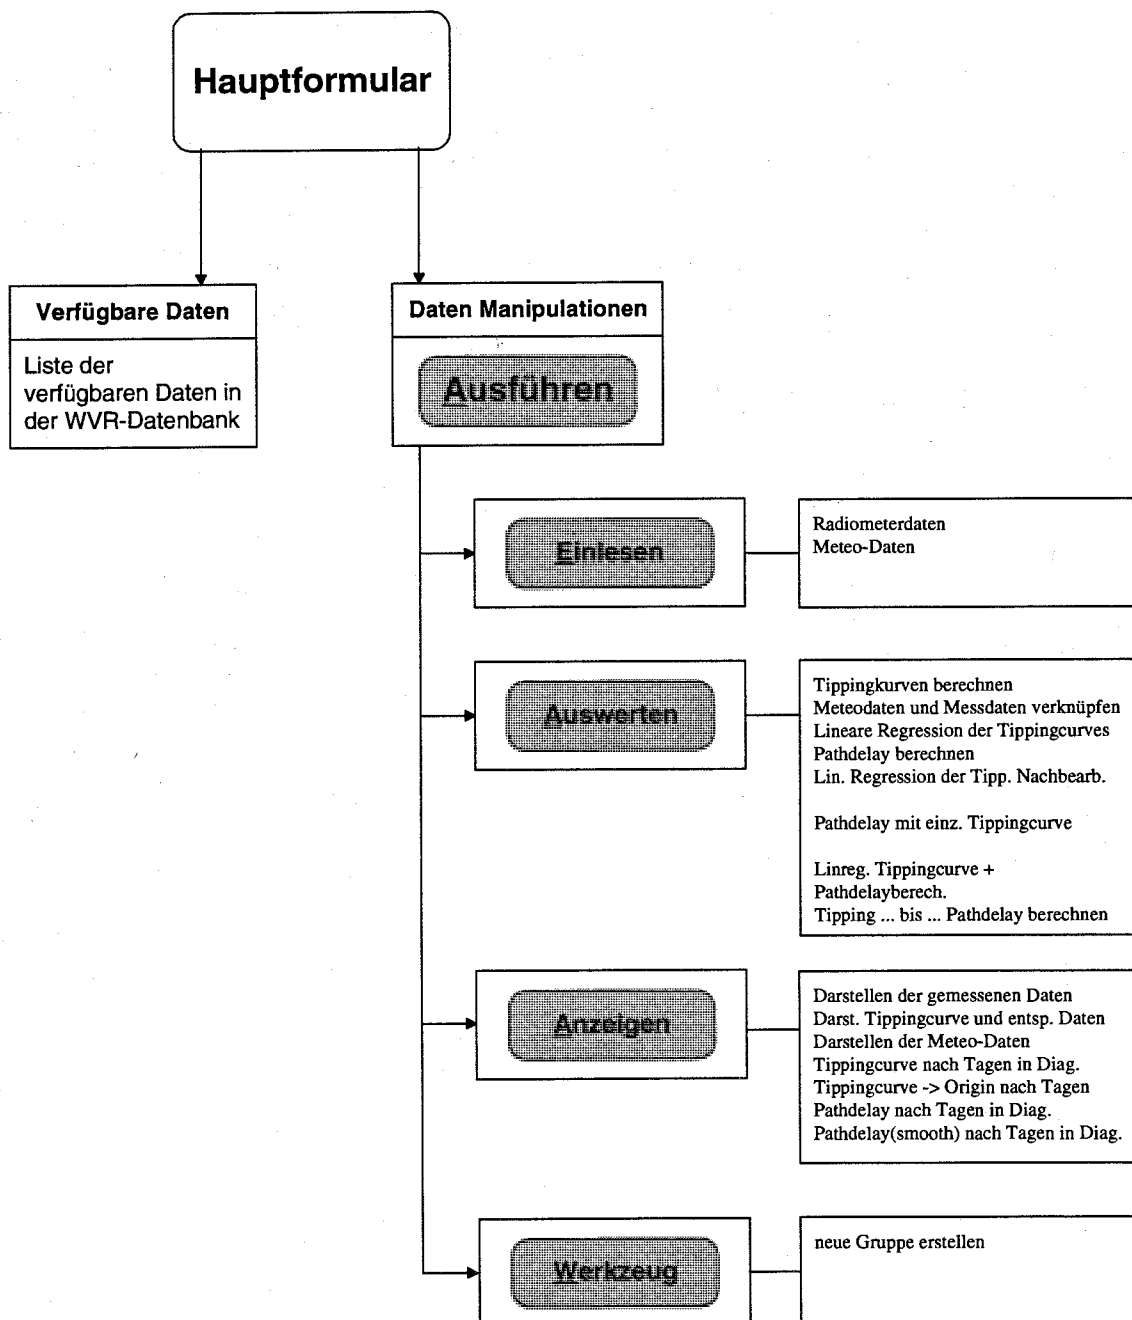 Hauptformular
Verfügbare Daten
Liste der
verfügbaren Daten in
der WVR-Datenbank
Daten Manipulationen
Ausführen
Einlesen
Radiometerdaten
Meteo-Daten
Auswerten
Tippingkurven berechnen
Meteodaten und Messdaten verknüpfen
Lineare Regression der Tippingcurves
Pathdelay berechnen
Lin. Regression der Tipp. Nachbearb.
Pathdelay mit einz. Tippingcurve
Linreg. Tippingcurve +
Pathdelayberech.
Tipping ... bis ... Pathdelay berechnen
Anzeigen
Darstellen der gemessenen Daten
Darst. Tippingcurve und entsp. Daten
Darstellen der Meteo-Daten
Tippingcurve nach Tagen in Diag.
Tippingcurve -> Origin nach Tagen
Pathdelay nach Tagen in Diag.
Pathdelay(smooth) nach Tagen in Diag.
Werkzeug
neue Gruppe erstellen